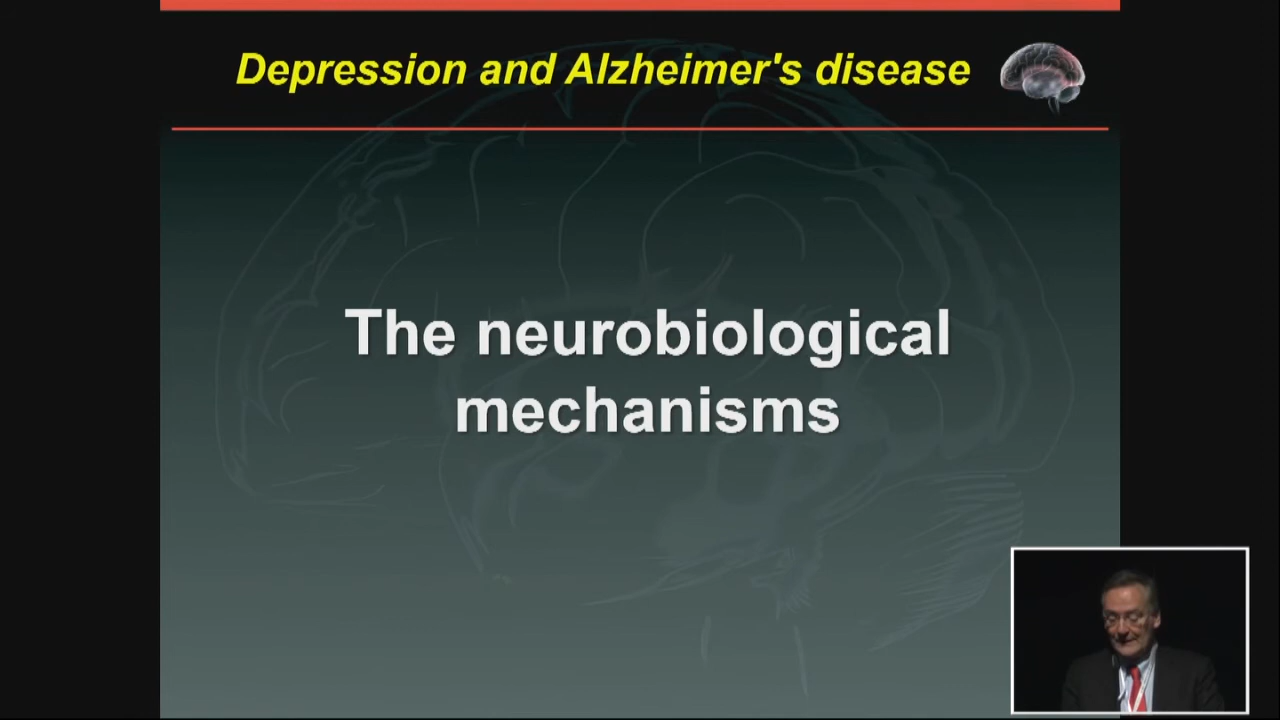 Depression and Alzheimer's disease
The neurobiological
mechanisms